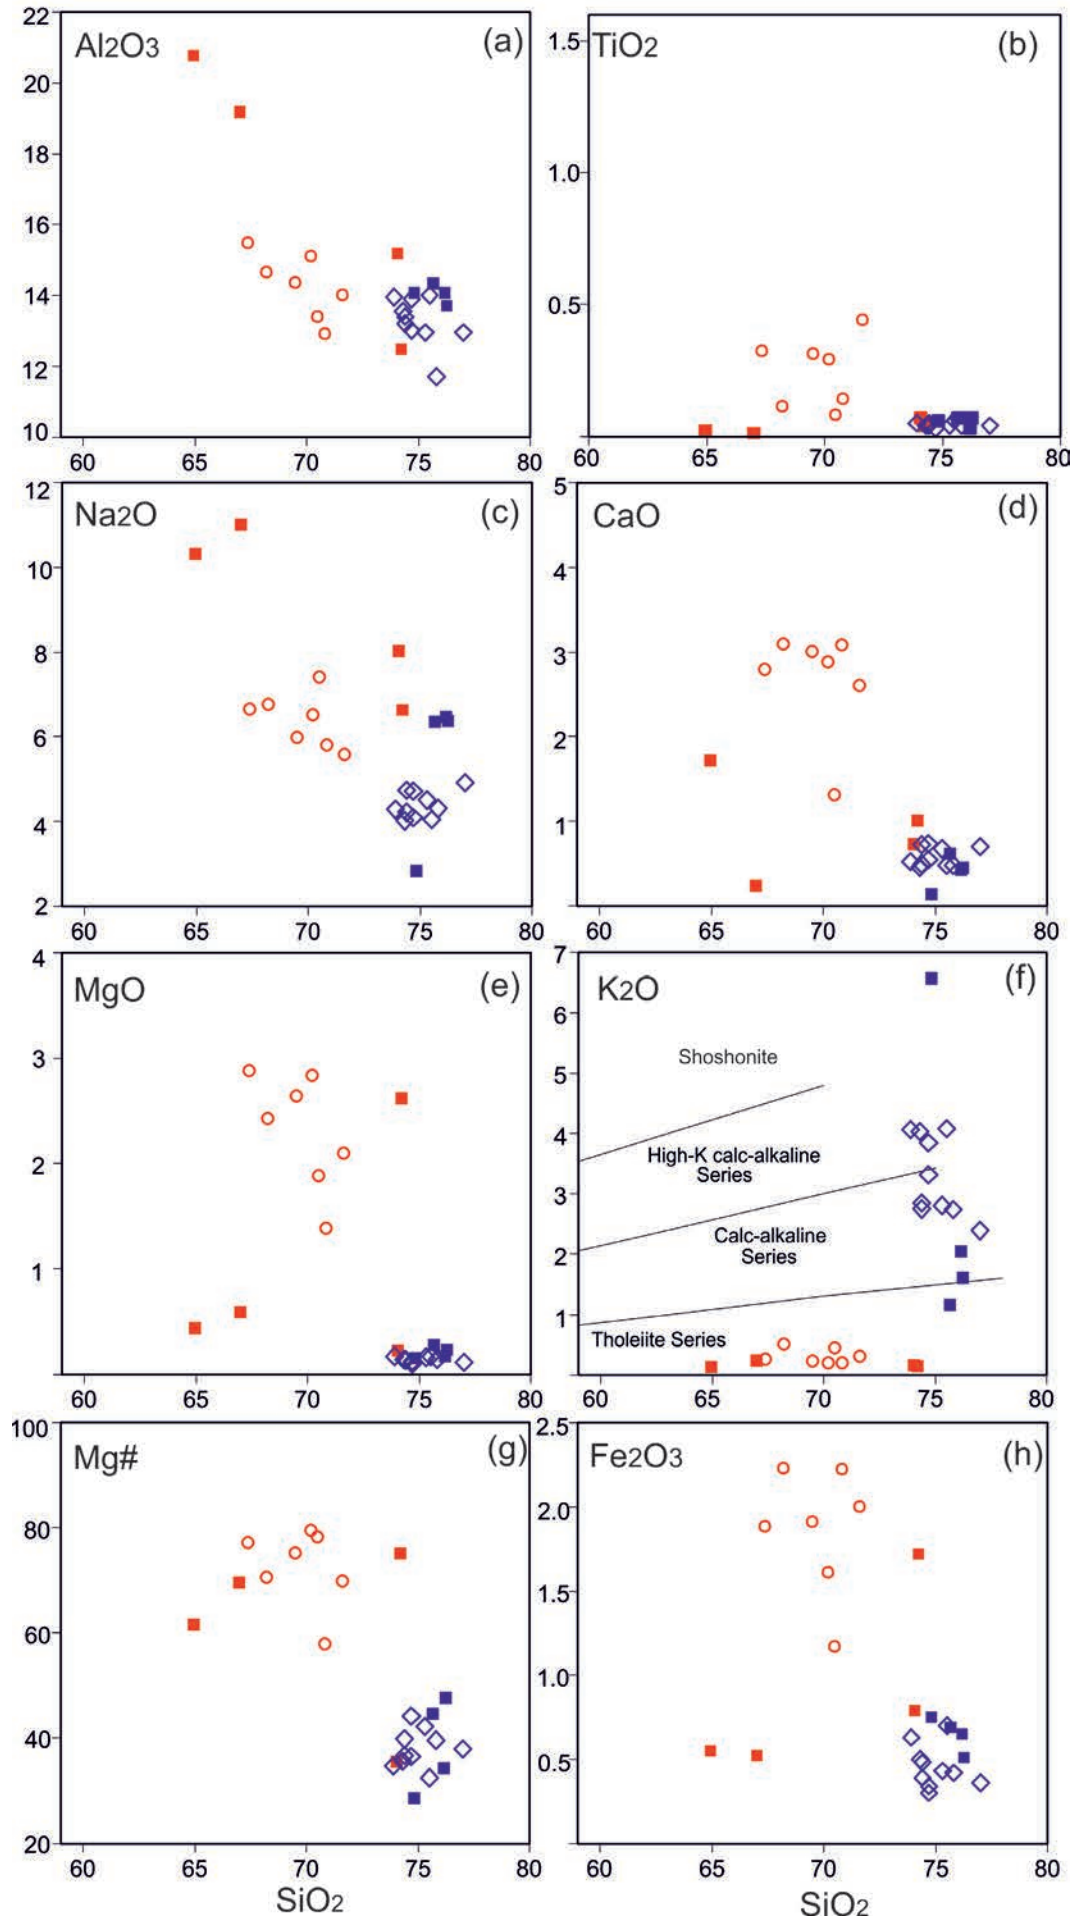 Al2O3 (a)
22
20
18
16
14
12
10
60 65 70 75 80
TiO2 (b)
1.5
1.0
0.5
60 65 70 75 80
Na2O (c)
12
10
8
6
4
2
60 65 70 75 80
CaO (d)
5
4
3
2
1
60 65 70 75 80
MgO (e)
4
3
2
1
K2O (f)
7
6
5
4
3
2
1
Shoshonite
High-K calc-alkaline
Series
Calc-alkaline
Series
Tholeiite Series
60 65 70 75 80
Mg# (g)
100
80
60
40
20
60 65 70 75 80
SiO2
Fe2O3 (h)
2.5
2.0
1.5
1.0
0.5
60 65 70 75 80
SiO2